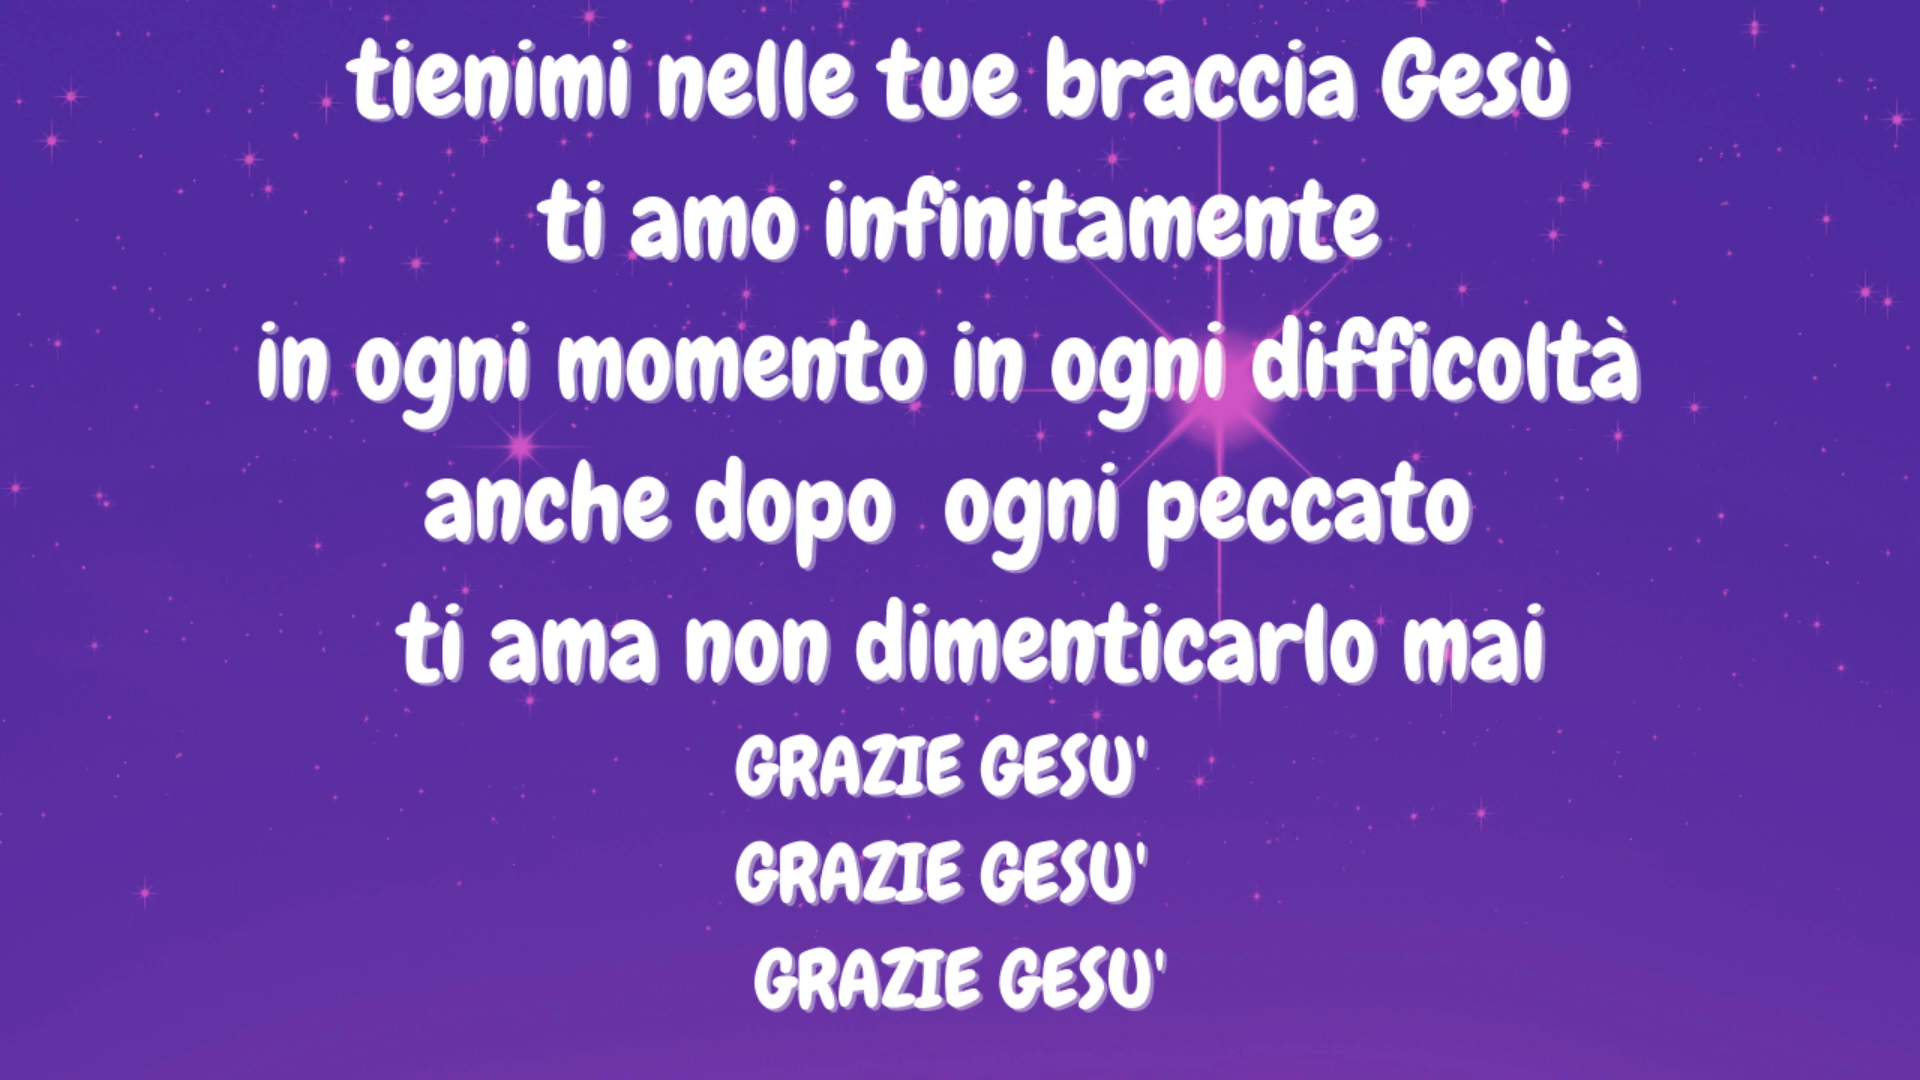 tienimi nelle tue braccia Gesù
ti amo infinitamente
in ogni momento in ogni difficoltà
anche dopo  ogni peccato
ti ama non dimenticarlo mai
GRAZIE GESU'
GRAZIE GESU'
GRAZIE GESU'